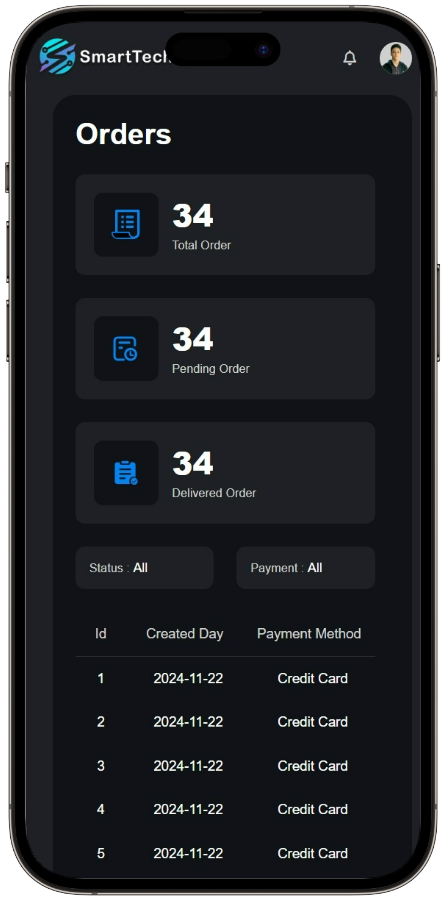 SmartTech
Orders
34
Total Order
34
Pending Order
34
Delivered Order
Status : All Payment : All
Id Created Day Payment Method
1 2024-11-22 Credit Card
2 2024-11-22 Credit Card
3 2024-11-22 Credit Card
4 2024-11-22 Credit Card
5 2024-11-22 Credit Card